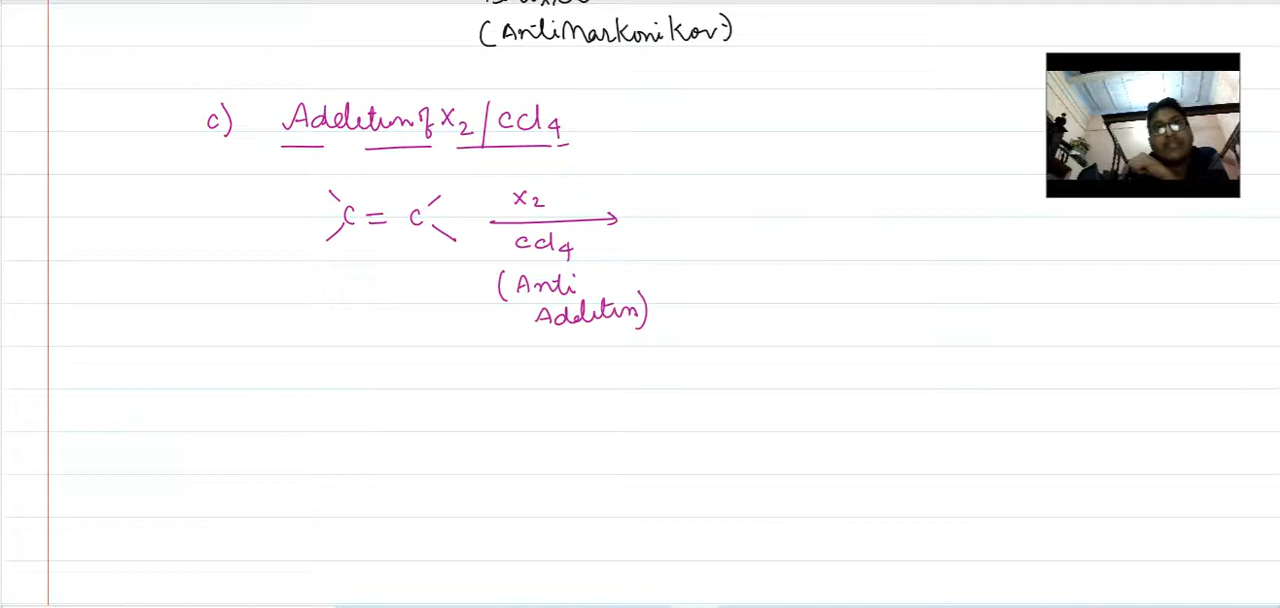 (AntiMarkonikov)
c) Addition of X2/CCl4
C = C X2
CCl4
(Anti
Addition)